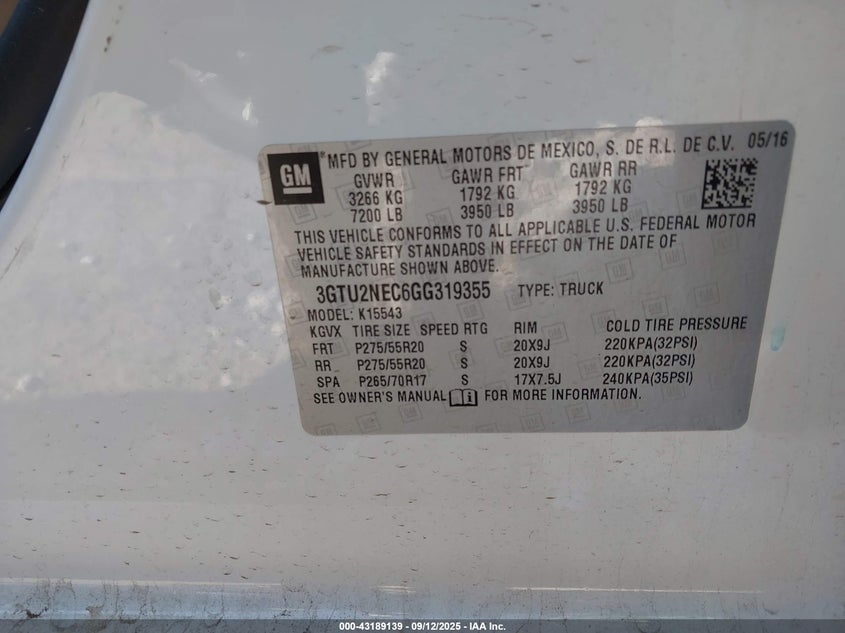 GM ® MFD BY GENERAL MOTORS DE MEXICO, S. DE R.L. DE C.V. 05/16
GVWR GAWR FRT GAWR RR
3266 KG 1792 KG 1792 KG
7200 LB 3950 LB 3950 LB
THIS VEHICLE CONFORMS TO ALL APPLICABLE U.S. FEDERAL MOTOR
VEHICLE SAFETY STANDARDS IN EFFECT ON THE DATE OF
MANUFACTURE SHOWN ABOVE.
3GTU2NEC6GG319355 TYPE: TRUCK
MODEL: K15543
KGVX TIRE SIZE SPEED RTG RIM COLD TIRE PRESSURE
FRT P275/55R20 S 20X9J 220KPA(32PSI)
RR P275/55R20 S 20X9J 220KPA(32PSI)
SPA P265/70R17 S 17X7.5J 240KPA(35PSI)
SEE OWNER'S MANUAL FOR MORE INFORMATION.
000-43189139 - 09/12/2025 - IAA Inc.